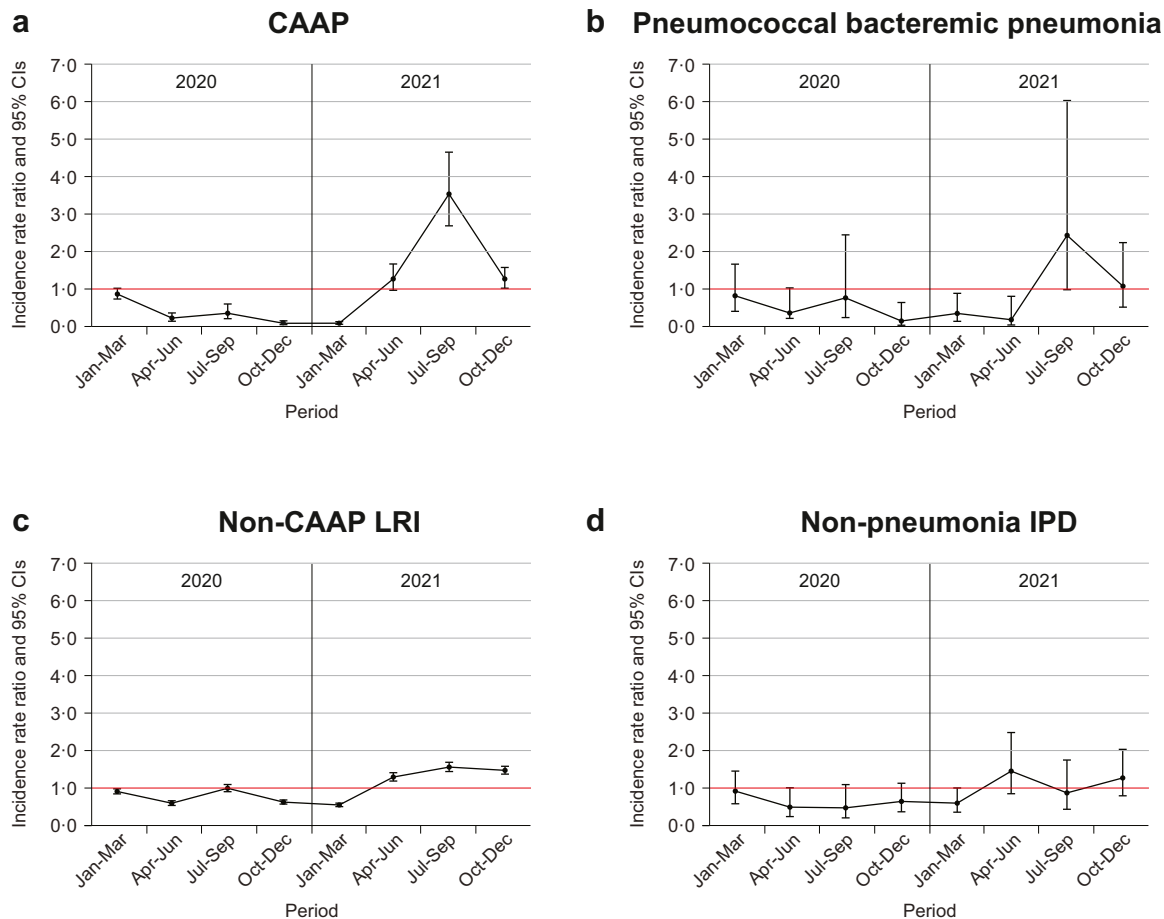 a
CAAP
Incidence rate ratio and 95% CIs
7·0
6·0
5·0
4·0
3·0
2·0
1·0
0·0
2020
2021
Jan-Mar
Apr-Jun
Jul-Sep
Oct-Dec
Jan-Mar
Apr-Jun
Jul-Sep
Oct-Dec
Period
b
Pneumococcal bacteremic pneumonia
Incidence rate ratio and 95% CIs
7·0
6·0
5·0
4·0
3·0
2·0
1·0
0·0
2020
2021
Jan-Mar
Apr-Jun
Jul-Sep
Oct-Dec
Jan-Mar
Apr-Jun
Jul-Sep
Oct-Dec
Period
c
Non-CAAP LRI
Incidence rate ratio and 95% CIs
7·0
6·0
5·0
4·0
3·0
2·0
1·0
0·0
2020
2021
Jan-Mar
Apr-Jun
Jul-Sep
Oct-Dec
Jan-Mar
Apr-Jun
Jul-Sep
Oct-Dec
Period
d
Non-pneumonia IPD
Incidence rate ratio and 95% CIs
7·0
6·0
5·0
4·0
3·0
2·0
1·0
0·0
2020
2021
Jan-Mar
Apr-Jun
Jul-Sep
Oct-Dec
Jan-Mar
Apr-Jun
Jul-Sep
Oct-Dec
Period